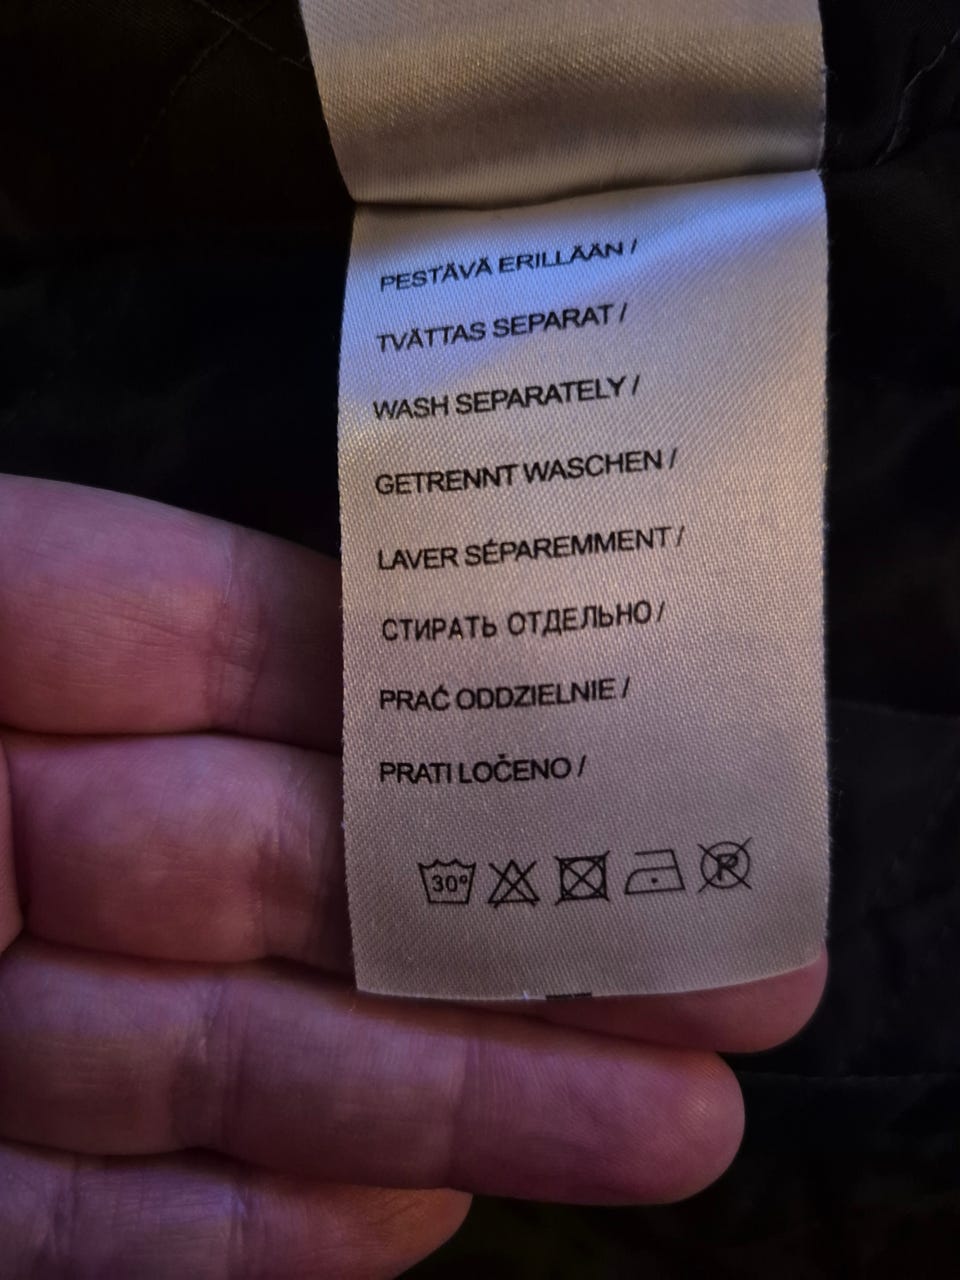 PESTÄVÄ ERILLÄÄN /
TVÄTTAS SEPARAT /
WASH SEPARATELY /
GETRENNT WASCHEN /
LAVER SÉPAREMMENT /
СТИРАТЬ ОТДЕЛЬНО /
PRAĆ ODDZIELNIE /
PRATI LOČENO /
30° P